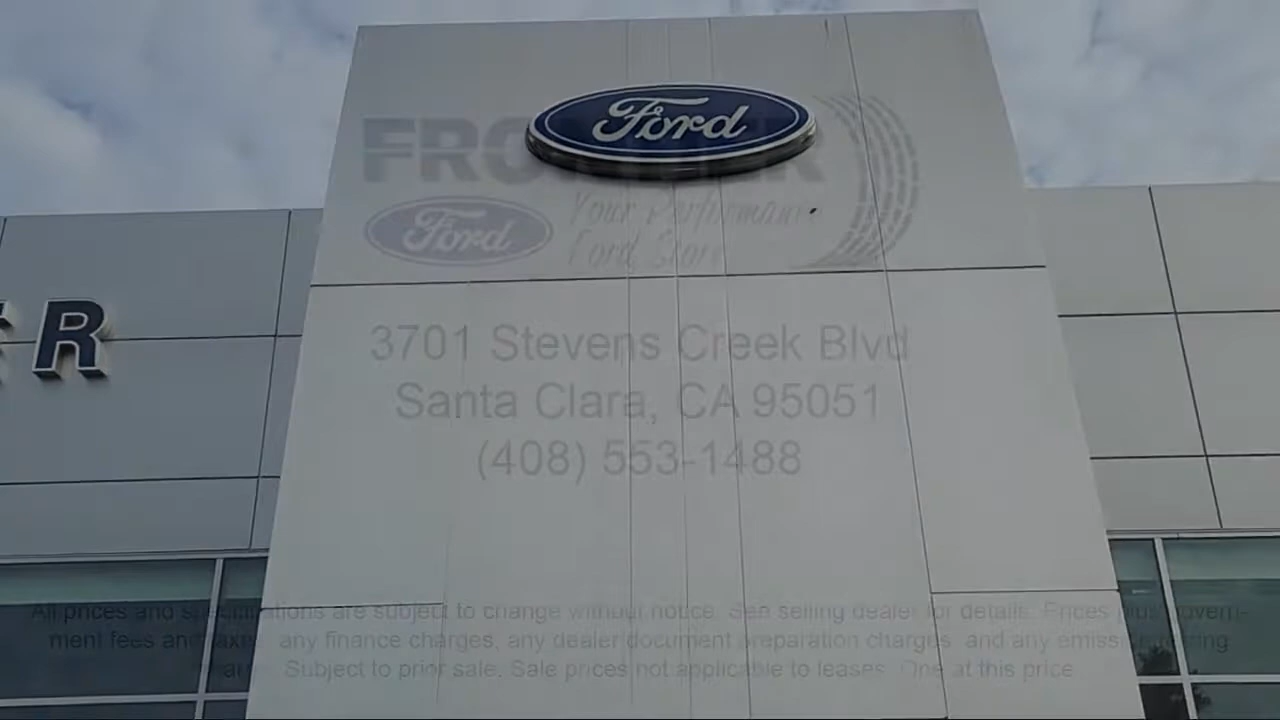 Ford
FRONTIER
Ford
Your Performance
Ford Store
ER
3701 Stevens Creek Blvd
Santa Clara, CA 95051
(408) 553-1488
All prices and specifications are subject to change without notice. See selling dealer for details. Prices plus govern-
ment fees and taxes, any finance charges, any dealer document preparation charges, and any emission testing
Subject to prior sale. Sale prices not applicable to leases. One at this price.